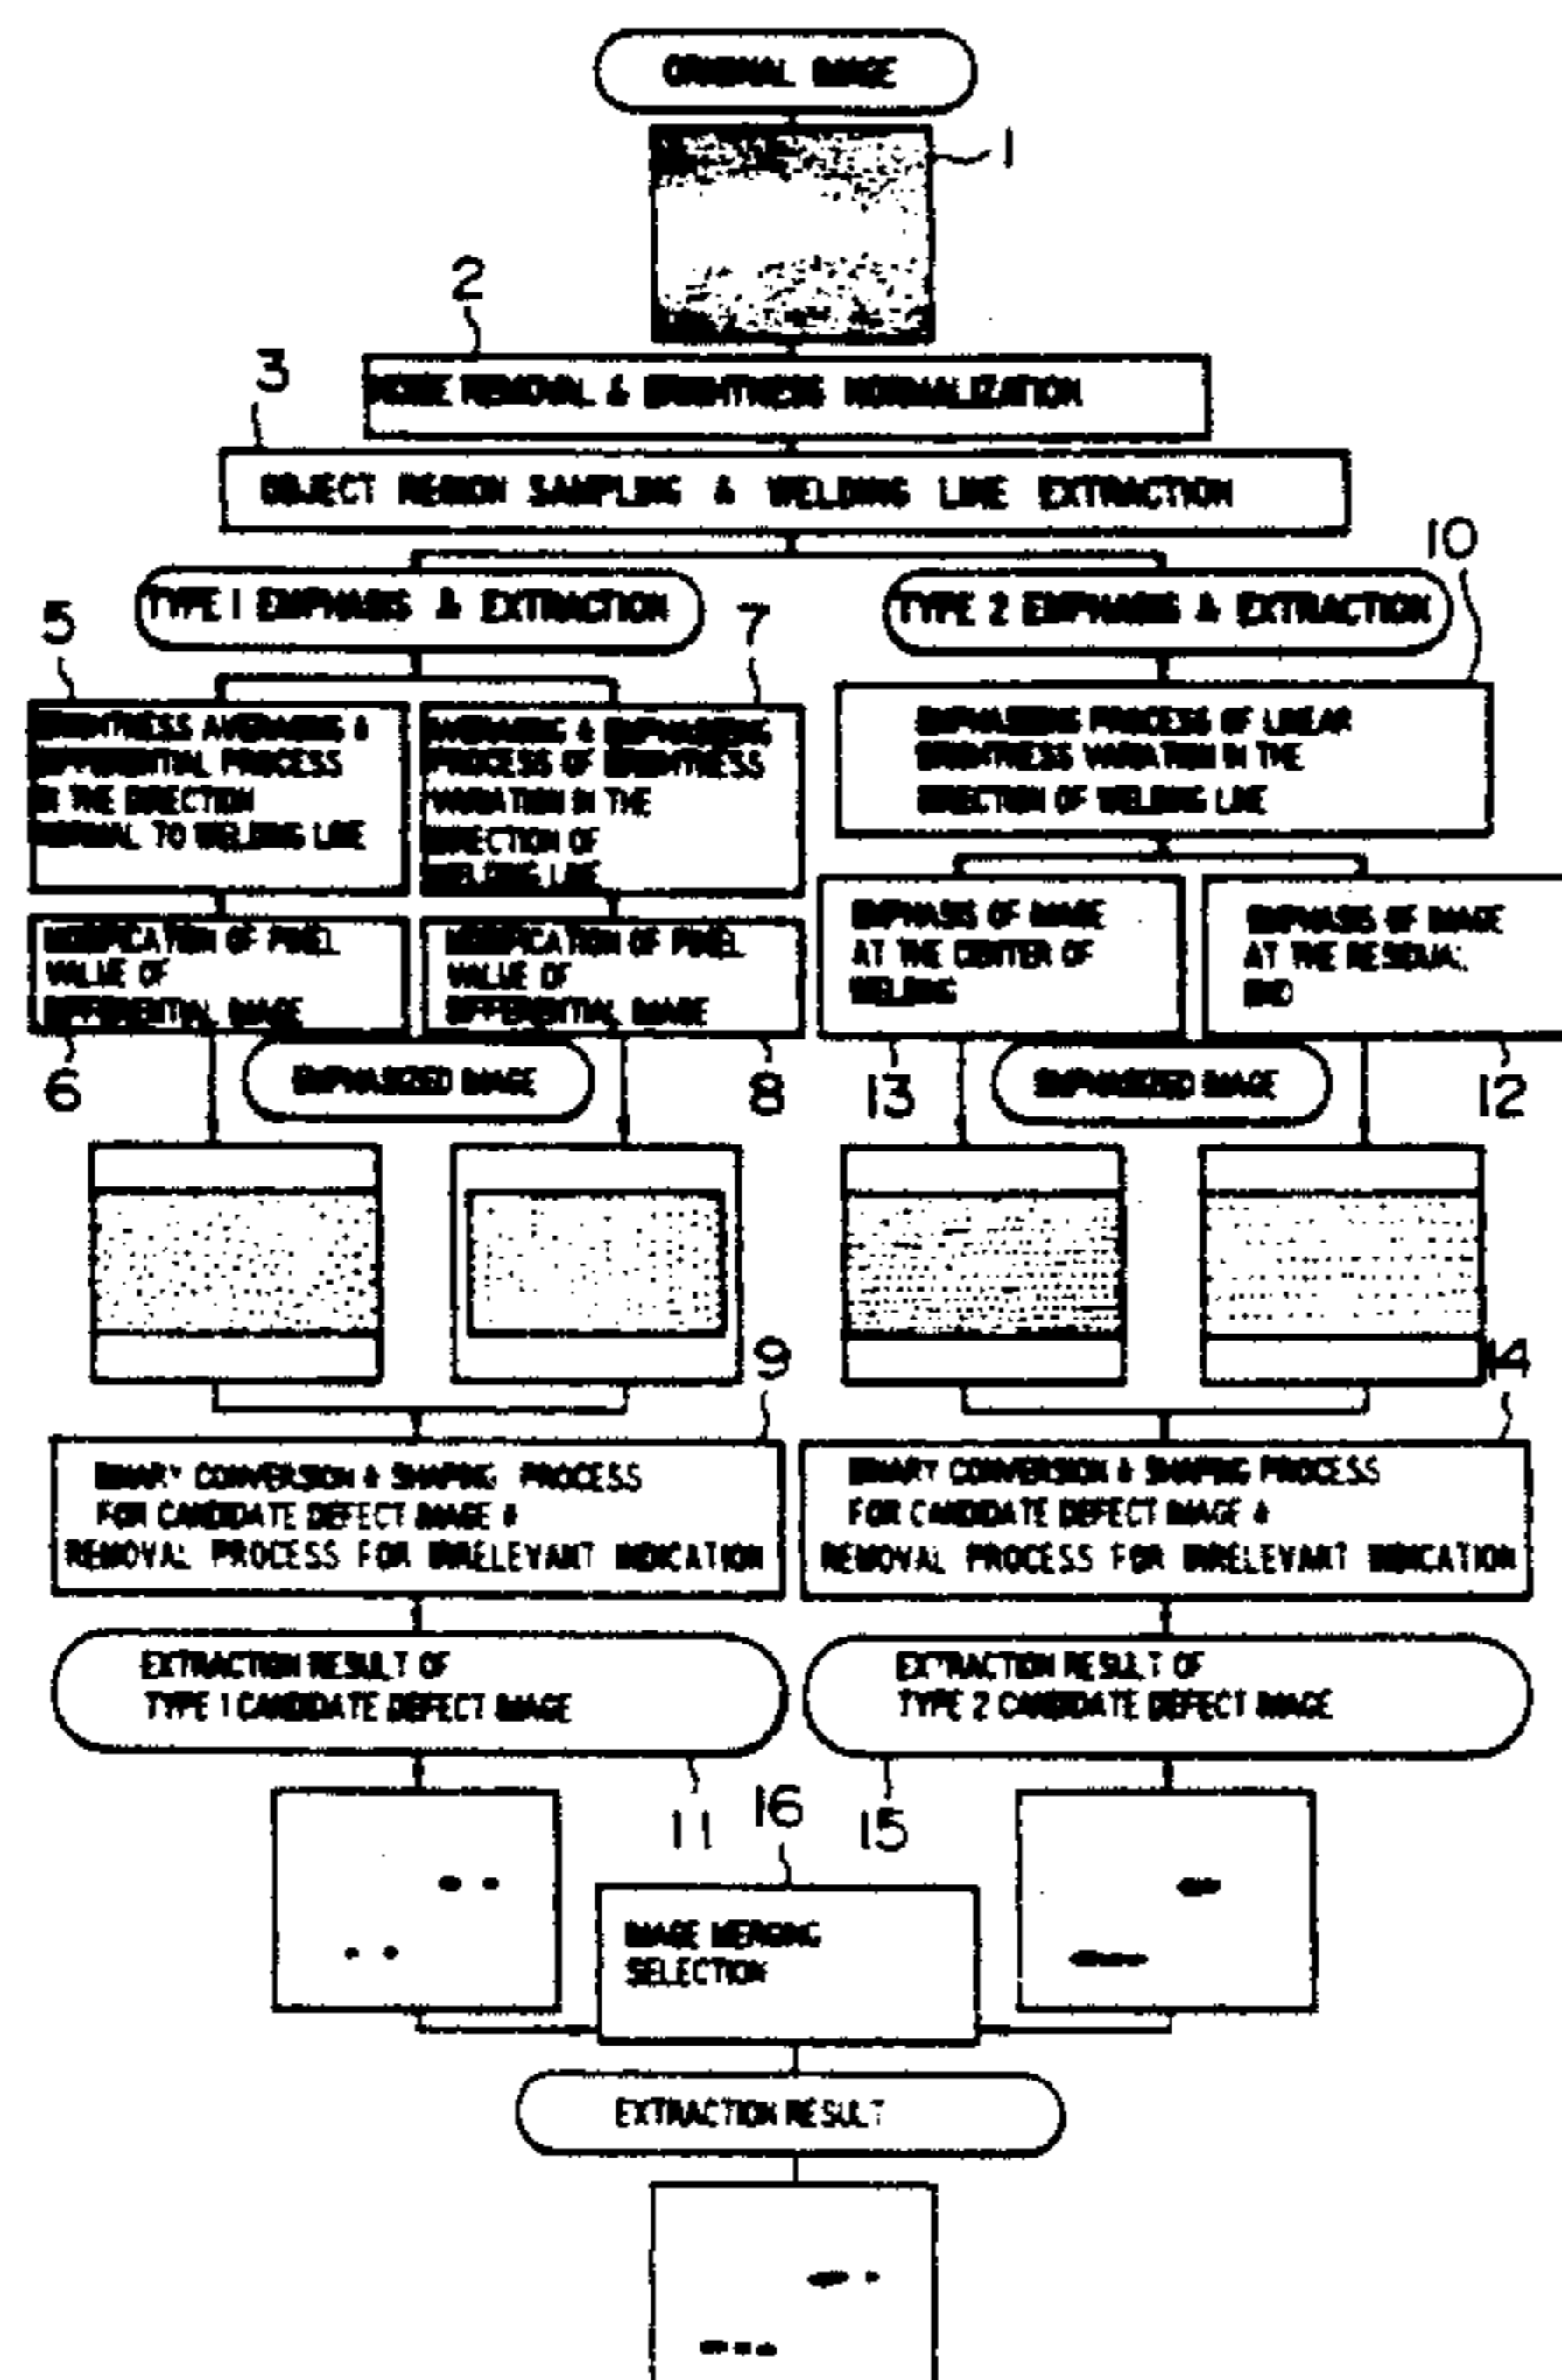 ORIGINAL IMAGE
1
2
NOISE REMOVAL & BRIGHTNESS NORMALIZATION
3
OBJECT REGION SAMPLING & WELDING LINE EXTRACTION
TYPE 1 EMPHASIS & EXTRACTION
TYPE 2 EMPHASIS & EXTRACTION
10
5
BRIGHTNESS AVERAGING &
DIFFERENTIAL PROCESS
IN THE DIRECTION
NORMAL TO WELDING LINE
7
AVERAGING & EMPHASIZING
PROCESS OF BRIGHTNESS
VARIATION IN THE
DIRECTION OF
WELDING LINE
EMPHASIZING PROCESS OF LINEAR
BRIGHTNESS VARIATION IN THE
DIRECTION OF WELDING LINE
MODIFICATION OF PIXEL
VALUE OF
DIFFERENTIAL IMAGE
6
MODIFICATION OF PIXEL
VALUE OF
DIFFERENTIAL IMAGE
8
EMPHASIS OF IMAGE
AT THE CENTER OF
WELDING
13
EMPHASIS OF IMAGE
AT THE RESIDUAL
END
12
EMPHASIZED IMAGE
EMPHASIZED IMAGE
9
BINARY CONVERSION & SHAPING PROCESS
FOR CANDIDATE DEFECT IMAGE &
REMOVAL PROCESS FOR IRRELEVANT INDICATION
14
BINARY CONVERSION & SHAPING PROCESS
FOR CANDIDATE DEFECT IMAGE &
REMOVAL PROCESS FOR IRRELEVANT INDICATION
EXTRACTION RESULT OF
TYPE 1 CANDIDATE DEFECT IMAGE
11
EXTRACTION RESULT OF
TYPE 2 CANDIDATE DEFECT IMAGE
15
16
IMAGE MERGING
SELECTION
EXTRACTION RESULT